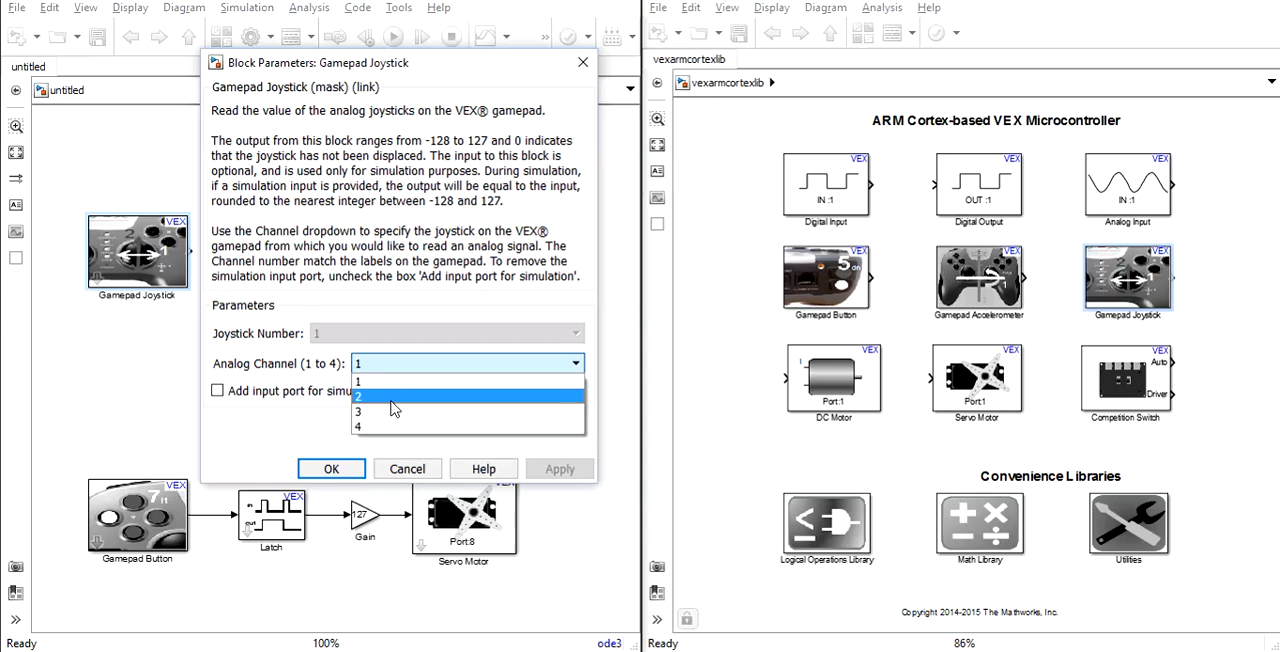 File Edit View Display Diagram Simulation Analysis Code Tools Help
untitled
untitled
Block Parameters: Gamepad Joystick
Gamepad Joystick (mask) (link)
Read the value of the analog joysticks on the VEX® gamepad.
The output from this block ranges from -128 to 127 and 0 indicates
that the joystick has not been displaced. The input to this block is
optional, and is used only for simulation purposes. During simulation,
if a simulation input is provided, the output will be equal to the input,
rounded to the nearest integer between -128 and 127.
Use the Channel dropdown to specify the joystick on the VEX®
gamepad from which you would like to read an analog signal. The
Channel number match the labels on the gamepad. To remove the
simulation input port, uncheck the box 'Add input port for simulation'.
Parameters
Joystick Number: 1
Analog Channel (1 to 4): 1
Add input port for simu
1
2
3
4
OK Cancel Help Apply
VEX
2
1
Gamepad Joystick
VEX
7
Gamepad Button
VEX
Latch
127
Gain
VEX
Port:8
Servo Motor
Ready 100% ode3
File Edit View Display Diagram Analysis Help
vexarmcortexlib
vexarmcortexlib
ARM Cortex-based VEX Microcontroller
VEX
IN :1
Digital Input
VEX
OUT :1
Digital Output
VEX
IN :1
Analog Input
VEX
5
Gamepad Button
VEX
1
Gamepad Accelerometer
VEX
2
1
Gamepad Joystick
VEX
Port:1
DC Motor
VEX
Port:1
Servo Motor
VEX
Auto
Driver
Competition Switch
Convenience Libraries
Logical Operations Library
Math Library
Utilities
Copyright 2014-2015 The Mathworks, Inc.
Ready 86%